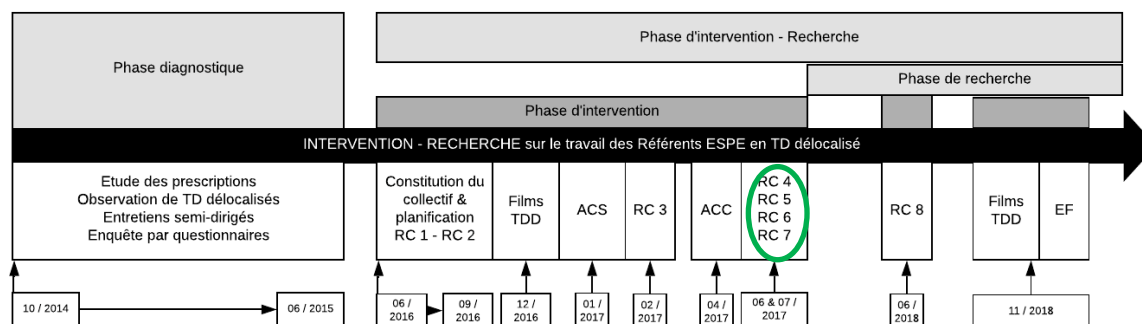 Phase diagnostique
Phase d'intervention - Recherche
Phase de recherche
Phase d'intervention
INTERVENTION - RECHERCHE sur le travail des Référents ESPE en TD délocalisé
Etude des prescriptions
Observation de TD délocalisés
Entretiens semi-dirigés
Enquête par questionnaires
Constitution du
collectif &
planification
RC 1 - RC 2
Films
TDD
ACS
RC 3
ACC
RC 4
RC 5
RC 6
RC 7
RC 8
Films
TDD
EF
10 / 2014
06 / 2015
06 /
2016
09 /
2016
12 /
2016
01 /
2017
02 /
2017
04 /
2017
06 & 07 /
2017
06 /
2018
11 / 2018